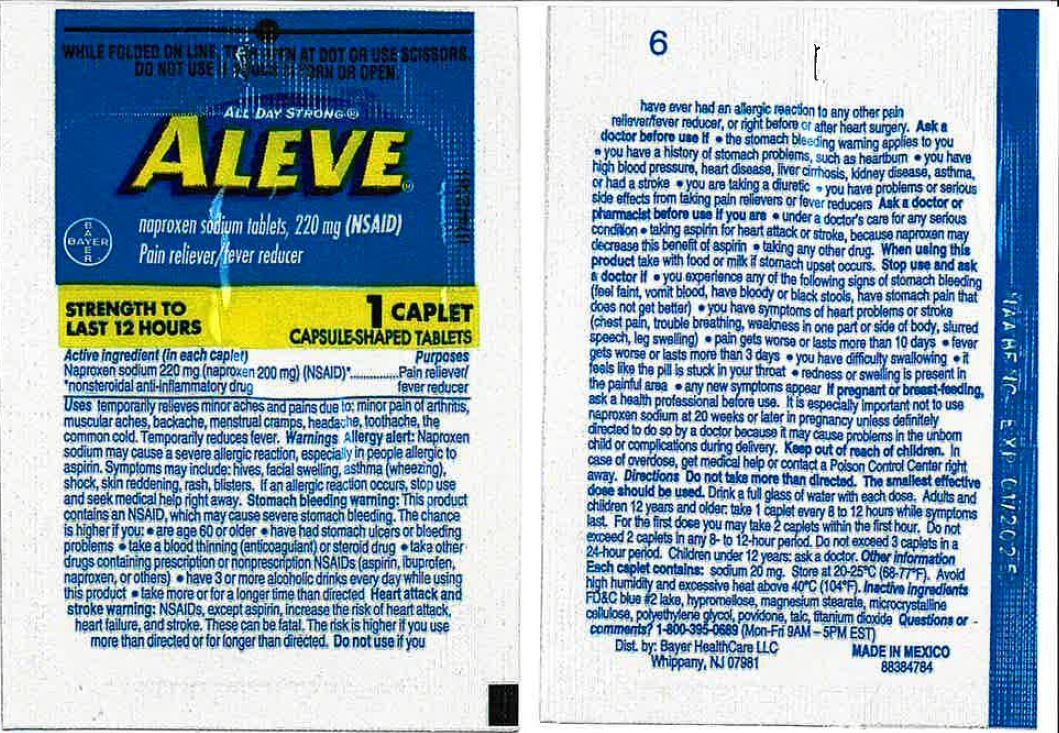 WHILE FOLDED ON LINE, TEAR OPEN AT DOT OR USE SCISSORS.
DO NOT USE IF POUCH IS TORN OR OPEN.
ALL DAY STRONG®
ALEVE®
naproxen sodium tablets, 220 mg (NSAID)
Pain reliever/fever reducer
BAYER
BAYER
STRENGTH TO
LAST 12 HOURS
1 CAPLET
CAPSULE-SHAPED TABLETS
Active ingredient (in each caplet) Purposes
Naproxen sodium 220 mg (naproxen 200 mg) (NSAID)*..............Pain reliever/
*nonsteroidal anti-inflammatory drug fever reducer
Uses temporarily relieves minor aches and pains due to: minor pain of arthritis,
muscular aches, backache, menstrual cramps, headache, toothache, the
common cold. Temporarily reduces fever. Warnings Allergy alert: Naproxen
sodium may cause a severe allergic reaction, especially in people allergic to
aspirin. Symptoms may include: hives, facial swelling, asthma (wheezing),
shock, skin reddening, rash, blisters. If an allergic reaction occurs, stop use
and seek medical help right away. Stomach bleeding warning: This product
contains an NSAID, which may cause severe stomach bleeding. The chance
is higher if you: • are age 60 or older • have had stomach ulcers or bleeding
problems • take a blood thinning (anticoagulant) or steroid drug • take other
drugs containing prescription or nonprescription NSAIDs (aspirin, ibuprofen,
naproxen, or others) • have 3 or more alcoholic drinks every day while using
this product • take more or for a longer time than directed Heart attack and
stroke warning: NSAIDs, except aspirin, increase the risk of heart attack,
heart failure, and stroke. These can be fatal. The risk is higher if you use
more than directed or for longer than directed. Do not use if you
6
have ever had an allergic reaction to any other pain
reliever/fever reducer, or right before or after heart surgery. Ask a
doctor before use if • the stomach bleeding warning applies to you
• you have a history of stomach problems, such as heartburn • you have
high blood pressure, heart disease, liver cirrhosis, kidney disease, asthma,
or had a stroke • you are taking a diuretic • you have problems or serious
side effects from taking pain relievers or fever reducers Ask a doctor or
pharmacist before use if you are • under a doctor's care for any serious
condition • taking aspirin for heart attack or stroke, because naproxen may
decrease this benefit of aspirin • taking any other drug. When using this
product take with food or milk if stomach upset occurs. Stop use and ask
a doctor if • you experience any of the following signs of stomach bleeding
(feel faint, vomit blood, have bloody or black stools, have stomach pain that
does not get better) • you have symptoms of heart problems or stroke
(chest pain, trouble breathing, weakness in one part or side of body, slurred
speech, leg swelling) • pain gets worse or lasts more than 10 days • fever
gets worse or lasts more than 3 days • you have difficulty swallowing • it
feels like the pill is stuck in your throat • redness or swelling is present in
the painful area • any new symptoms appear If pregnant or breast-feeding,
ask a health professional before use. It is especially important not to use
naproxen sodium at 20 weeks or later in pregnancy unless definitely
directed to do so by a doctor because it may cause problems in the unborn
child or complications during delivery. Keep out of reach of children. In
case of overdose, get medical help or contact a Poison Control Center right
away. Directions Do not take more than directed. The smallest effective
dose should be used. Drink a full glass of water with each dose. Adults and
children 12 years and older: take 1 caplet every 8 to 12 hours while symptoms
last. For the first dose you may take 2 caplets within the first hour. Do not
exceed 2 caplets in any 8- to 12-hour period. Do not exceed 3 caplets in a
24-hour period. Children under 12 years: ask a doctor. Other information
Each caplet contains: sodium 20 mg. Store at 20-25°C (68-77°F). Avoid
high humidity and excessive heat above 40°C (104°F). Inactive ingredients
FD&C blue #2 lake, hypromellose, magnesium stearate, microcrystalline
cellulose, polyethylene glycol, povidone, talc, titanium dioxide Questions or
comments? 1-800-395-0689 (Mon-Fri 9AM – 5PM EST)
Dist. by: Bayer HealthCare LLC
Whippany, NJ 07981
MADE IN MEXICO
88384784
EXP